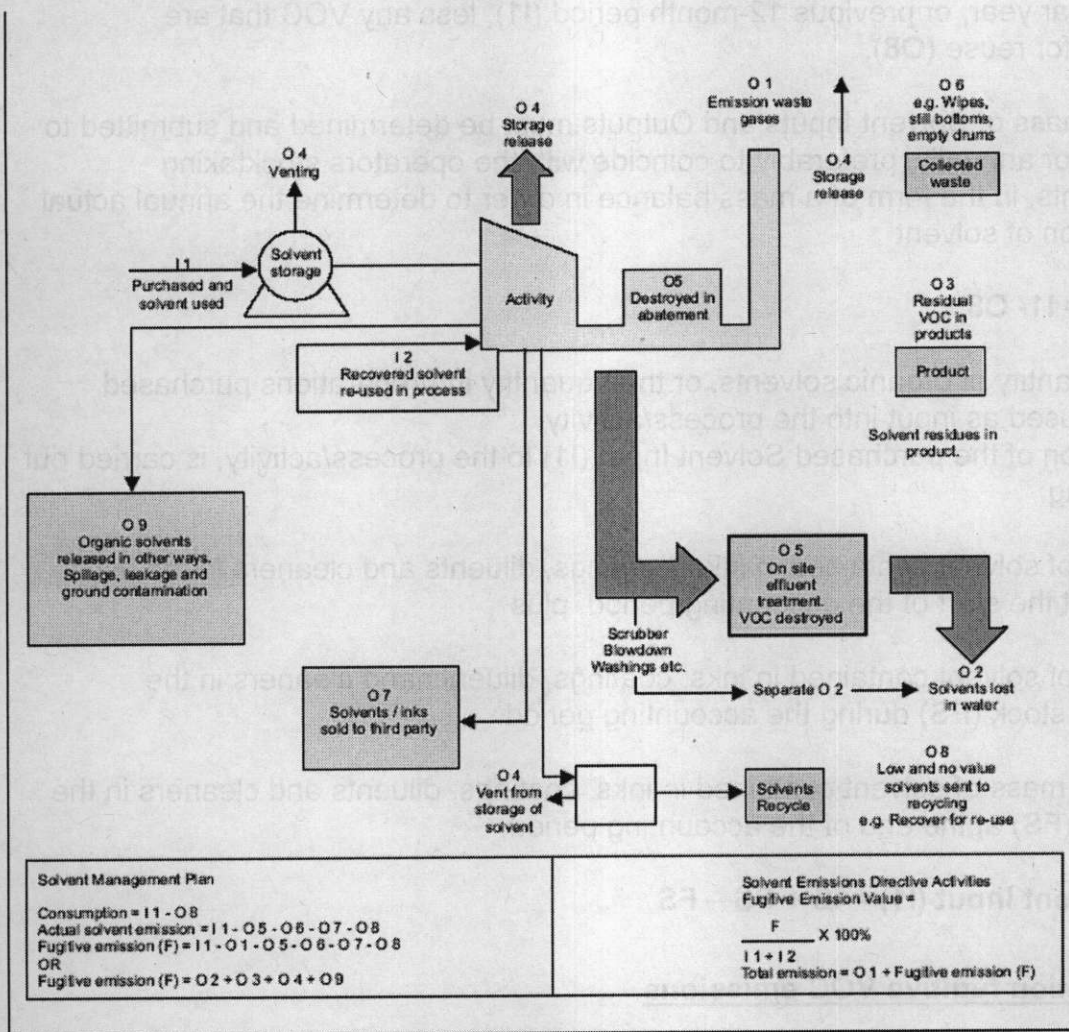 O 4
Storage
release
O 1
Emission waste
gases
O 4
Storage
release
O 6
e.g. Wipes,
still bottoms,
empty drums
Collected
waste
O 4
Venting
Solvent
storage
I 1
Purchased and
solvent used
Activity
O5
Destroyed in
abatement
O 3
Residual
VOC in
products
Product
Solvent residues in
product.
I 2
Recovered solvent
re-used in process
O 9
Organic solvents
released in other ways.
Spillage, leakage and
ground contamination
O 5
On site
effluent
treatment.
VOC destroyed
Scrubber
Blowdown
Washings etc.
Separate O 2
O 2
Solvents lost
in water
O 7
Solvents / inks
sold to third party
O 4
Vent from
storage of
solvent
Solvents
Recycle
O 8
Low and no value
solvents sent to
recycling
e.g. Recover for re-use
Solvent Management Plan
Consumption = I 1 - O 8
Actual solvent emission = I 1 - O 5 - O 6 - O 7 - O 8
Fugitive emission (F) = I 1 - O 1 - O 5 - O 6 - O 7 - O 8
OR
Fugitive emission (F) = O 2 + O 3 + O 4 + O 9
Solvent Emissions Directive Activities
Fugitive Emission Value =
F
X 100%
I 1 + I 2
Total emission = O 1 + Fugitive emission (F)